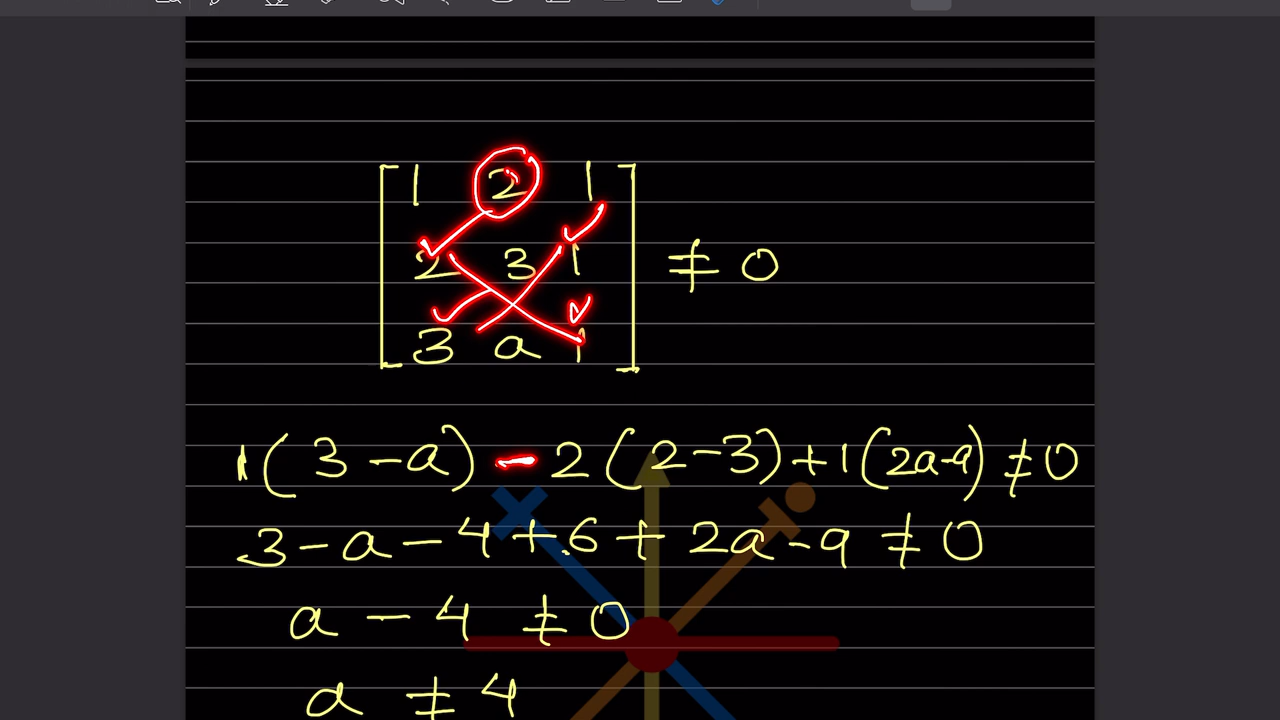 1 2 1
2 3 1 ≠ 0
3 a 1
1(3-a)-2(2-3)+1(2a-9)≠0
3-a-4+6+2a-9≠0
a-4≠0
a≠4